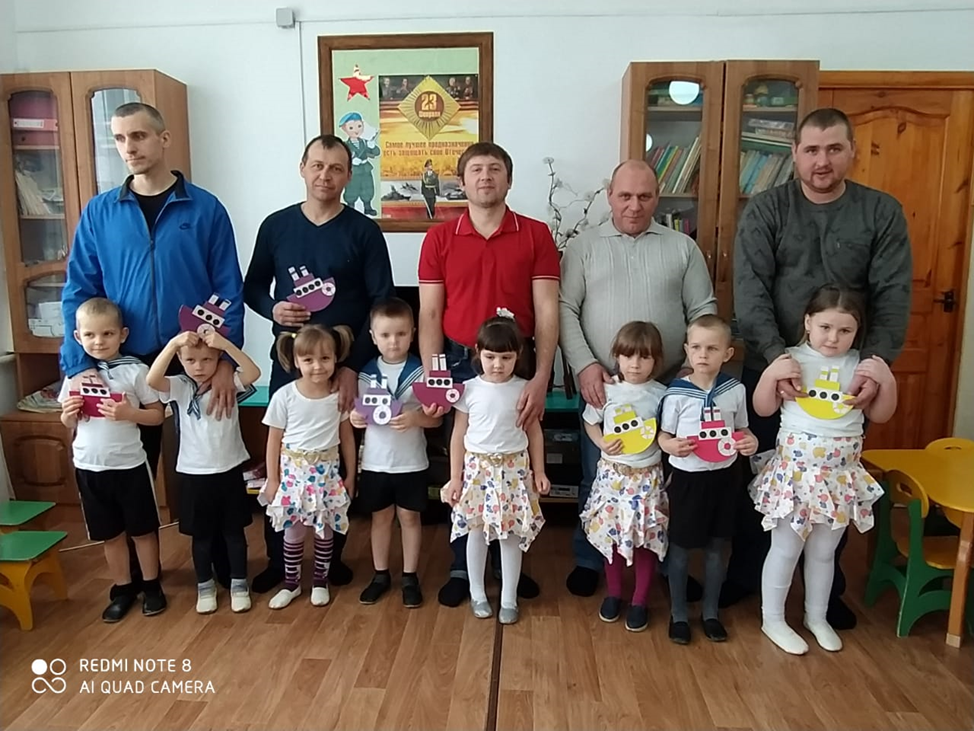 23
Февраля
Самое лучшее предназначение
есть защищать свое Отечество
REDMI NOTE 8
AI QUAD CAMERA